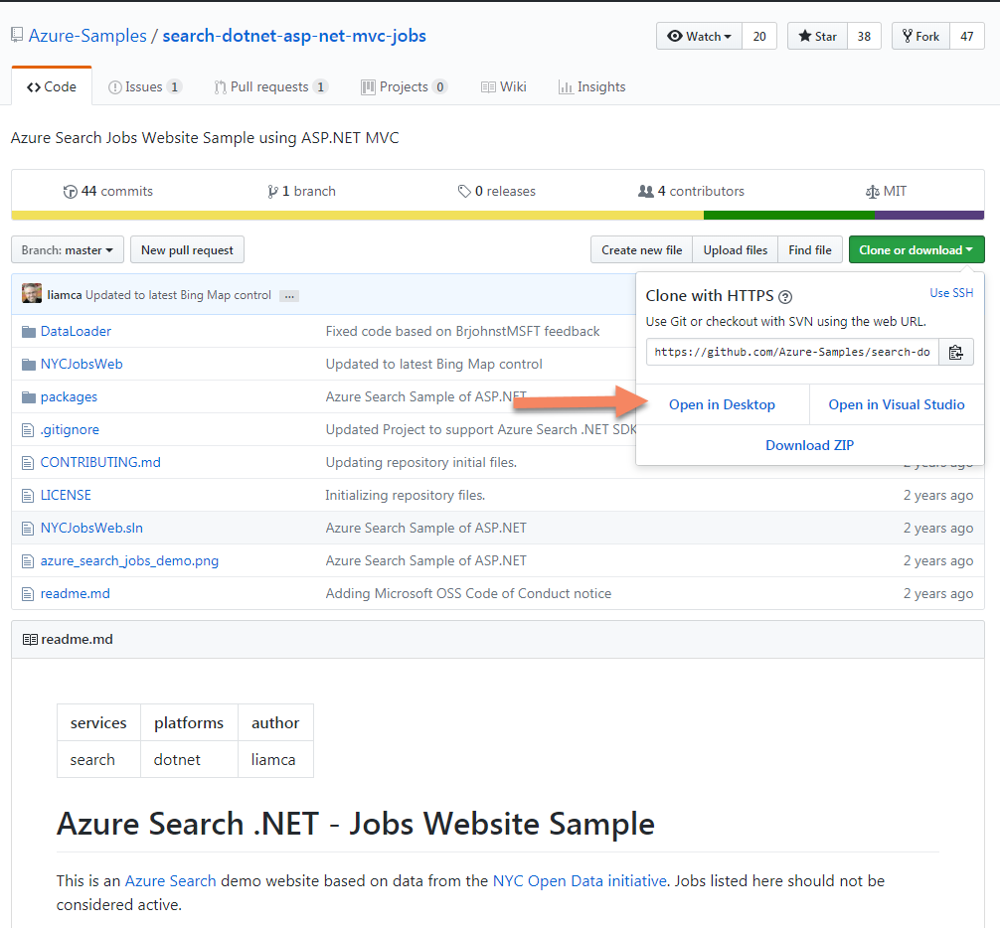 Azure-Samples / search-dotnet-asp-net-mvc-jobs
Watch 20 Star 38 Fork 47
Code Issues 1 Pull requests 1 Projects 0 Wiki Insights
Azure Search Jobs Website Sample using ASP.NET MVC
44 commits 1 branch 0 releases 4 contributors MIT
Branch: master New pull request Create new file Upload files Find file Clone or download
liamca Updated to latest Bing Map control ...
Clone with HTTPS ? Use SSH
Use Git or checkout with SVN using the web URL.
https://github.com/Azure-Samples/search-do
Open in Desktop Open in Visual Studio
Download ZIP
DataLoader Fixed code based on BrjohnstMSFT feedback
NYCJobsWeb Updated to latest Bing Map control
packages Azure Search Sample of ASP.NET
.gitignore Updated Project to support Azure Search .NET SDK
CONTRIBUTING.md Updating repository initial files. 2 years ago
LICENSE Initializing repository files. 2 years ago
NYCJobsWeb.sln Azure Search Sample of ASP.NET 2 years ago
azure_search_jobs_demo.png Azure Search Sample of ASP.NET 2 years ago
readme.md Adding Microsoft OSS Code of Conduct notice 2 years ago
readme.md
services platforms author
search dotnet liamca
Azure Search .NET - Jobs Website Sample
This is an Azure Search demo website based on data from the NYC Open Data initiative. Jobs listed here should not be
considered active.